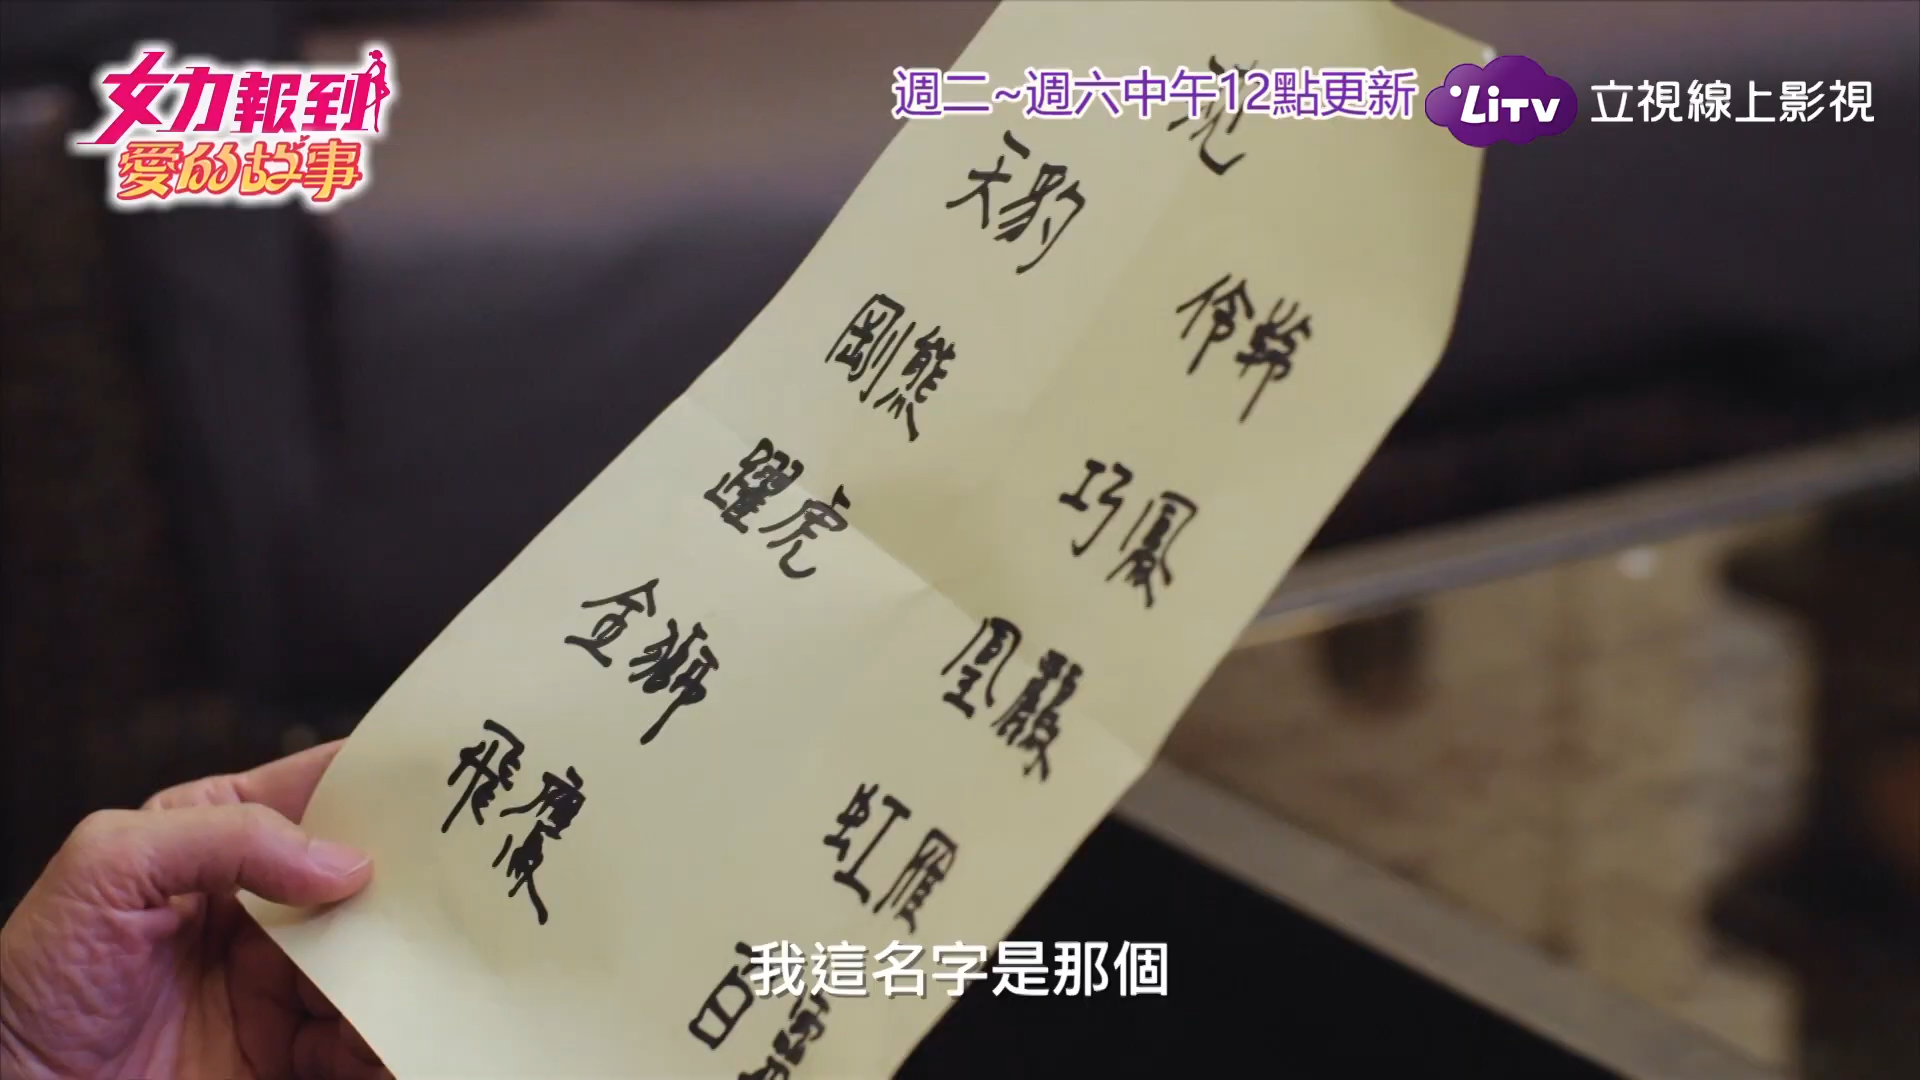 女力報到
愛的故事
週二~週六中午12點更新
LiTV 立視線上影視
天豹
剛熊
躍虎
金獅
飛鷹
伶鶯
巧鳳
凰
虹
我這名字是那個